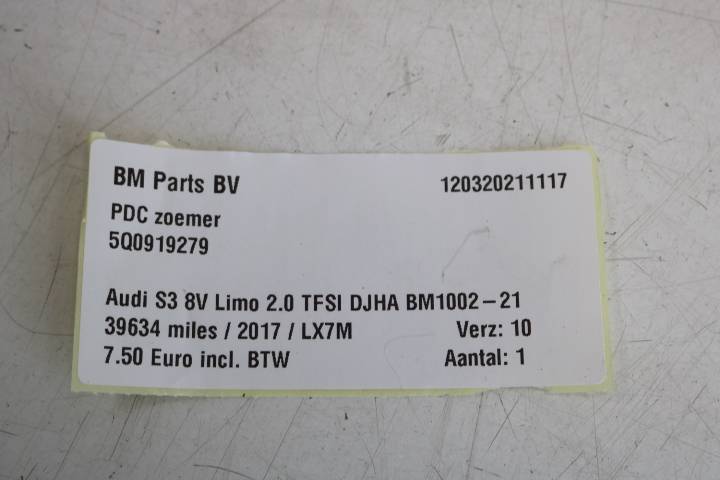 BM Parts BV 120320211117
PDC zoemer
5Q0919279
Audi S3 8V Limo 2.0 TFSI DJHA BM1002-21
39634 miles / 2017 / LX7M Verz: 10
7.50 Euro incl. BTW Aantal: 1